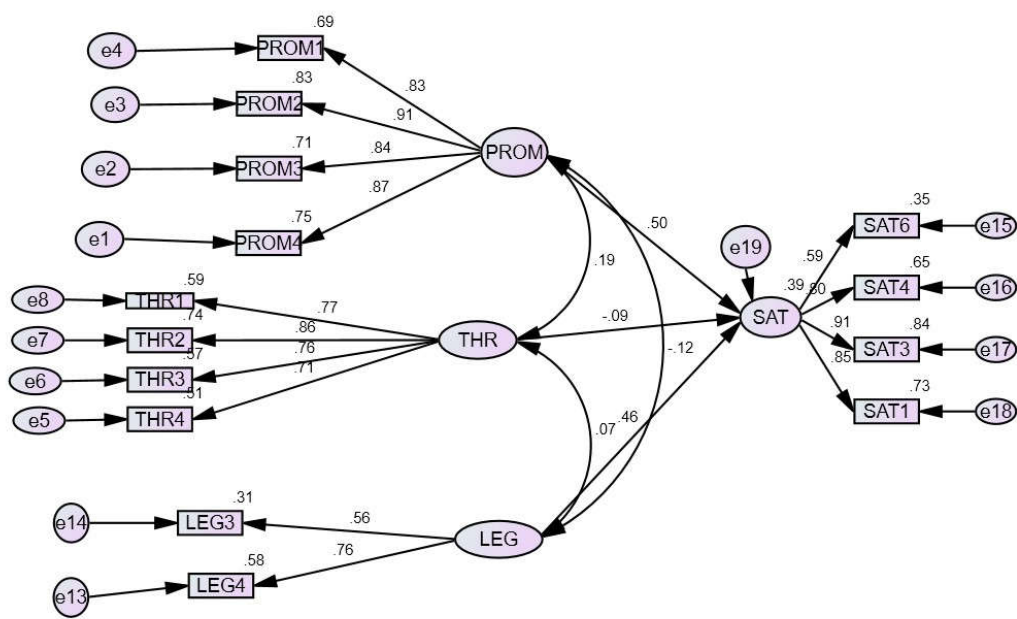 .69
e4 PROM1
.83
.83
e3 PROM2
.91
.71
e2 PROM3
.84
PROM
.87
.75
e1 PROM4
.50
.19
.59
e8 THR1
.77
.74
e7 THR2
.86
.57
e6 THR3
.76
.71
.51
e5 THR4
THR
-.09
-.12
.07
.46
.31
e14 LEG3
.56
.76
.58
e13 LEG4
LEG
e19
.39
SAT
.35
SAT6 e15
.59
.65
SAT4 e16
.80
.91
.84
SAT3 e17
.85
.73
SAT1 e18